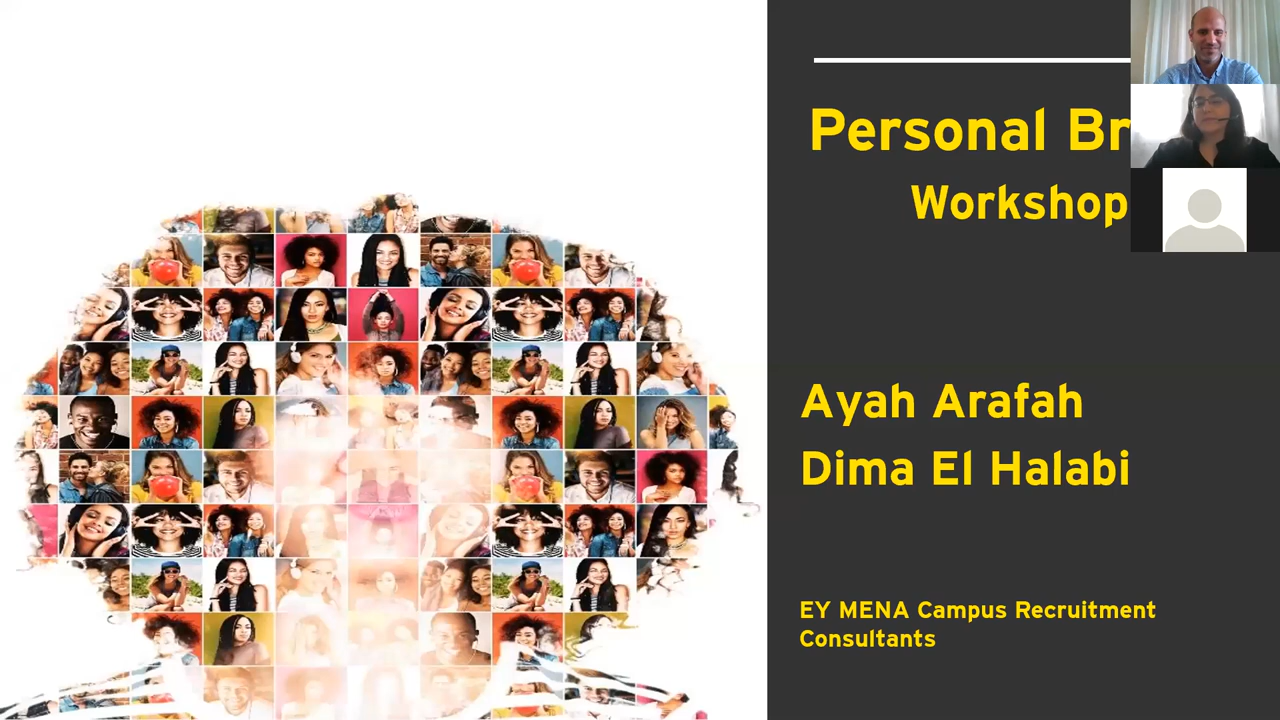 Personal Br
Workshop
Ayah Arafah
Dima El Halabi
EY MENA Campus Recruitment
Consultants